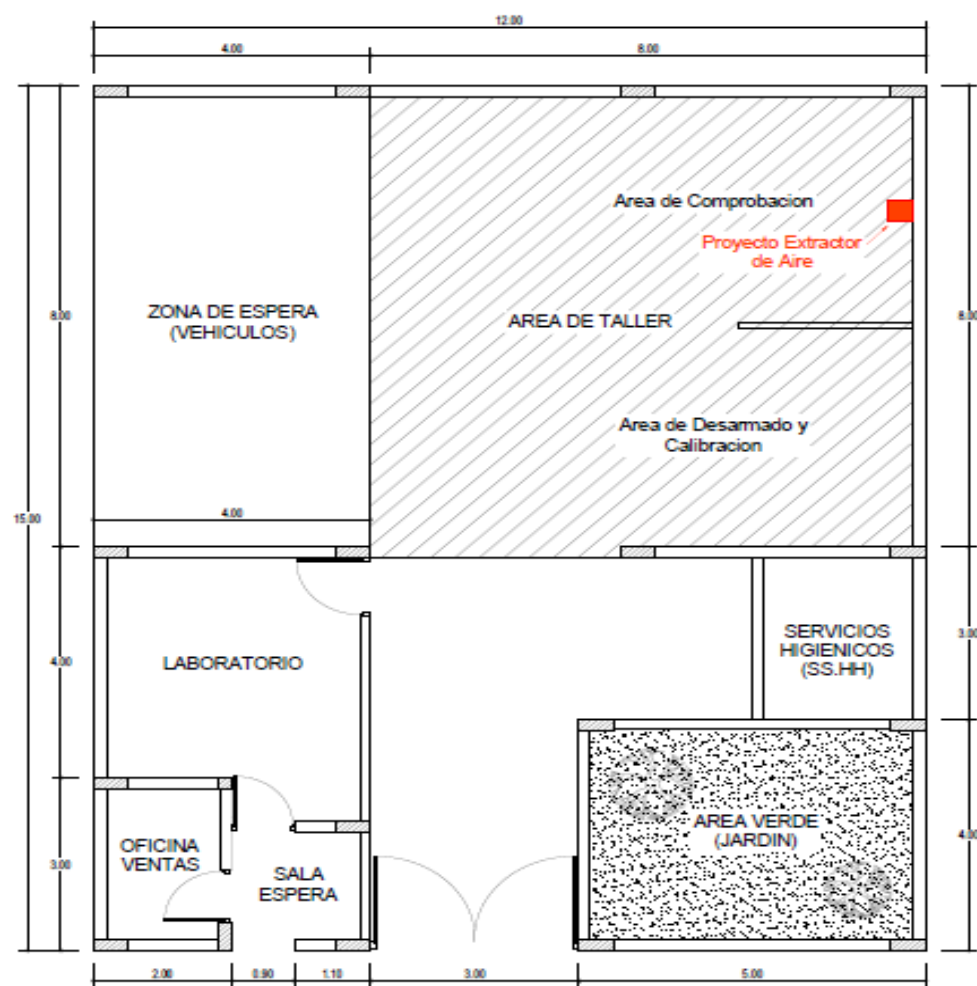 12.00
4.00
8.00
Area de Comprobacion
Proyecto Extractor
de Aire
ZONA DE ESPERA
(VEHICULOS)
AREA DE TALLER
8.00
8.00
Area de Desarmado y
Calibracion
4.00
15.00
SERVICIOS
HIGIENICOS
(SS.HH)
3.00
LABORATORIO
4.00
AREA VERDE
(JARDIN)
4.00
OFICINA
VENTAS
3.00
SALA
ESPERA
2.00
0.90
1.10
3.00
5.00